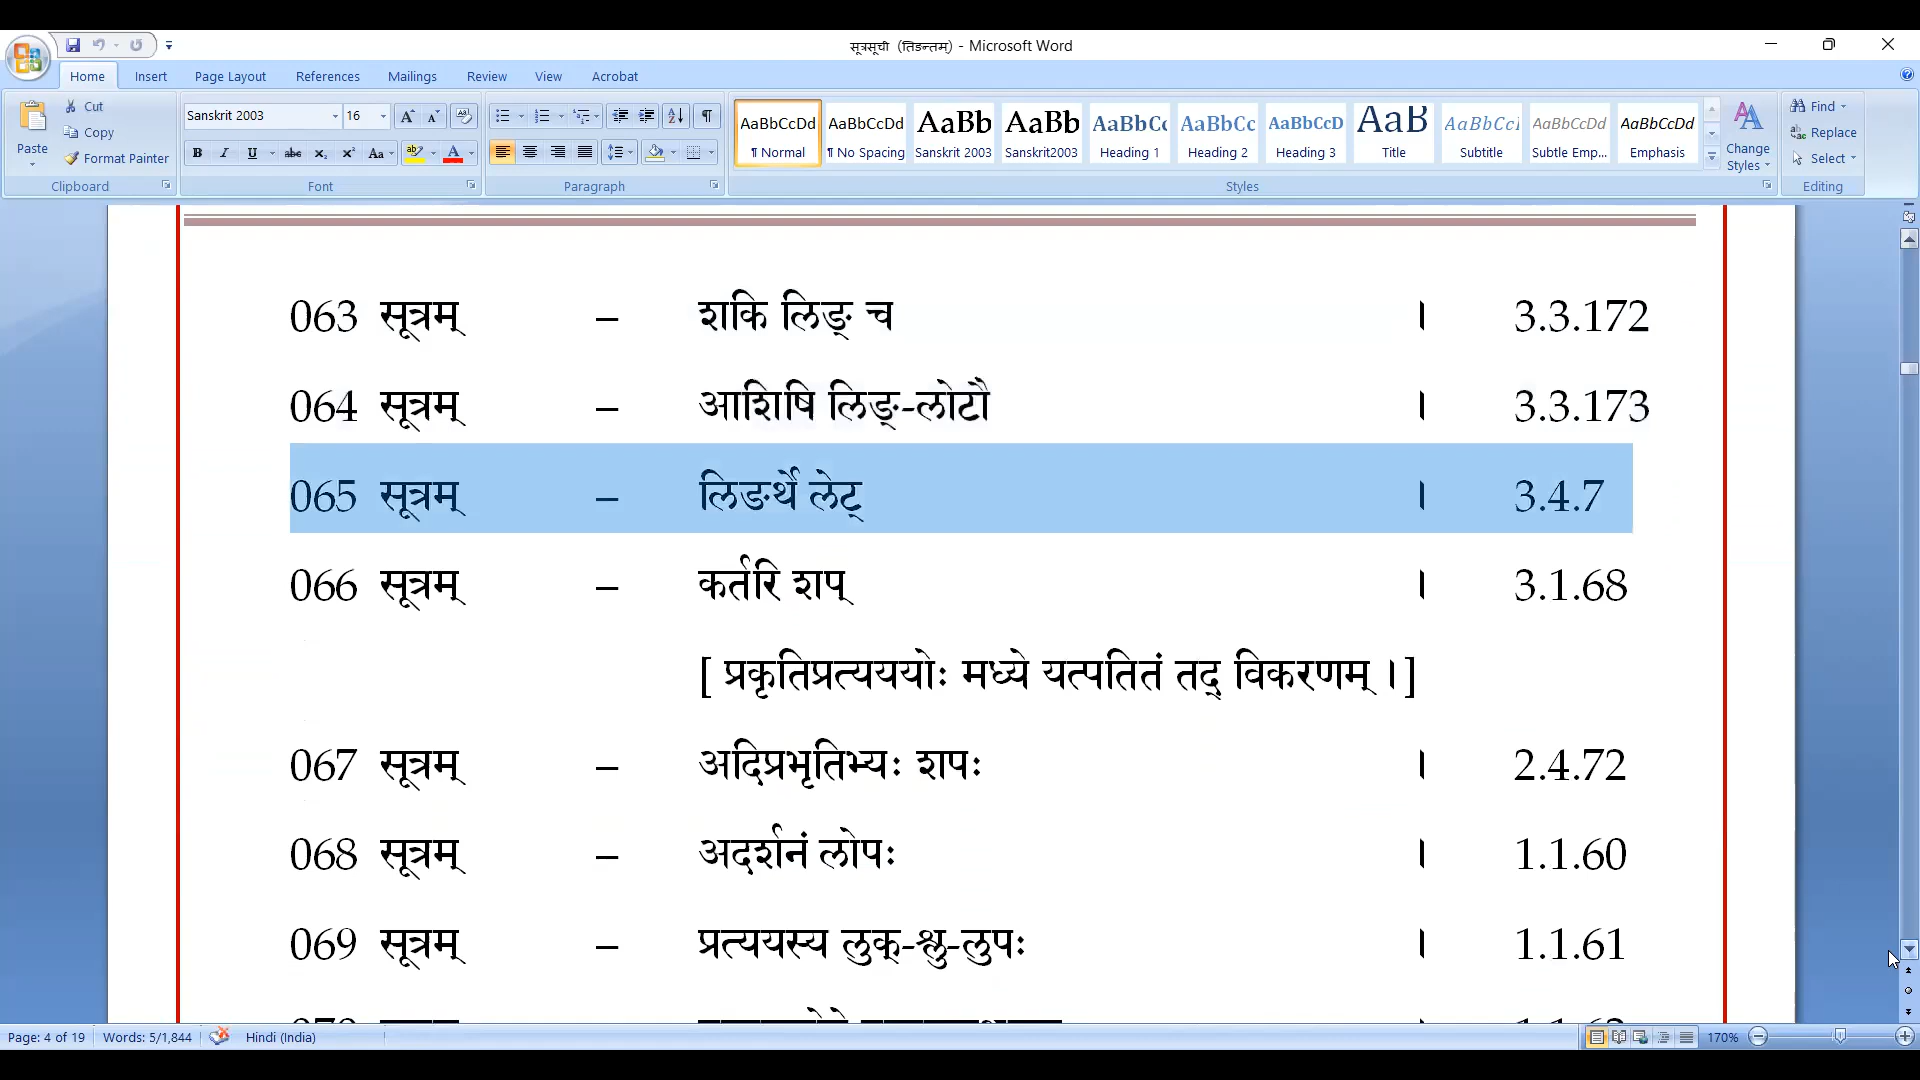 सूत्रसूची (तिङन्तम्) - Microsoft Word
Home Insert Page Layout References Mailings Review View Acrobat
Paste Cut Copy Format Painter
Clipboard
Sanskrit 2003 16
Font
Paragraph
AaBbCcDd AaBbCcDd AaBb AaBb AaBbCc AaBbCc AaBbCcD AaB AaBbCcI AaBbCcDd AaBbCcDd
¶ Normal ¶ No Spacing Sanskrit 2003 Sanskrit2003 Heading 1 Heading 2 Heading 3 Title Subtitle Subtle Emp... Emphasis
Change Styles
Styles
Find Replace Select
Editing
063 सूत्रम् – शकि लिङ् च । 3.3.172
064 सूत्रम् – आशिषि लिङ्-लोटौ । 3.3.173
065 सूत्रम् – लिङर्थे लेट् । 3.4.7
066 सूत्रम् – कर्तरि शप् । 3.1.68
[ प्रकृतिप्रत्यययोः मध्ये यत्पतितं तद् विकरणम् । ]
067 सूत्रम् – अदिप्रभृतिभ्यः शपः । 2.4.72
068 सूत्रम् – अदर्शनं लोपः । 1.1.60
069 सूत्रम् – प्रत्ययस्य लुक्-श्लु-लुपः । 1.1.61
Page: 4 of 19 Words: 5/1,844 Hindi (India) 170%